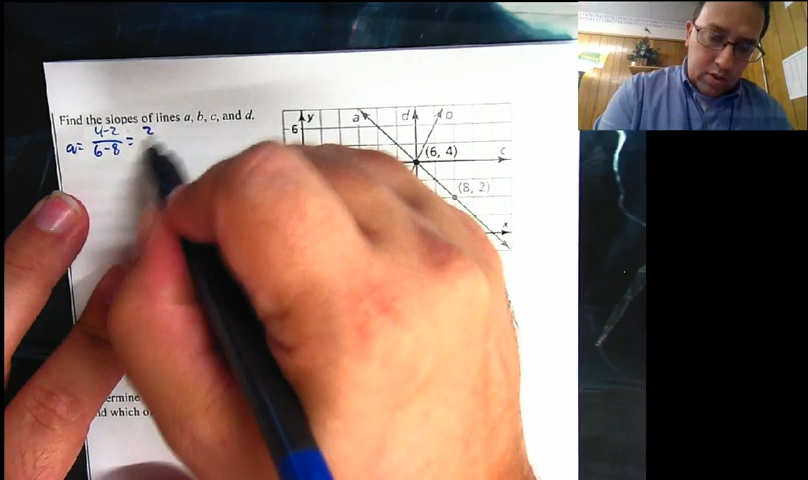 Find the slopes of lines a, b, c, and d.
a = 4-2 / 6-8 = 2
y
6
a
d
b
(6, 4)
c
(8, 2)
x
ermine
nd which o